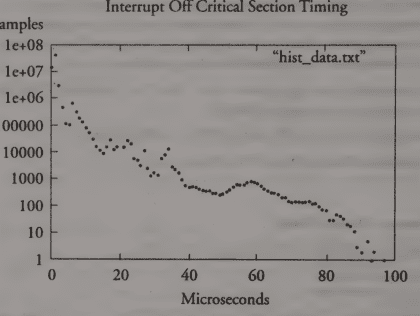 Interrupt Off Critical Section Timing
amples
"hist_data.txt"
1e+08
1e+07
1e+06
00000
10000
1000
100
10
1
0 20 40 60 80 100
Microseconds